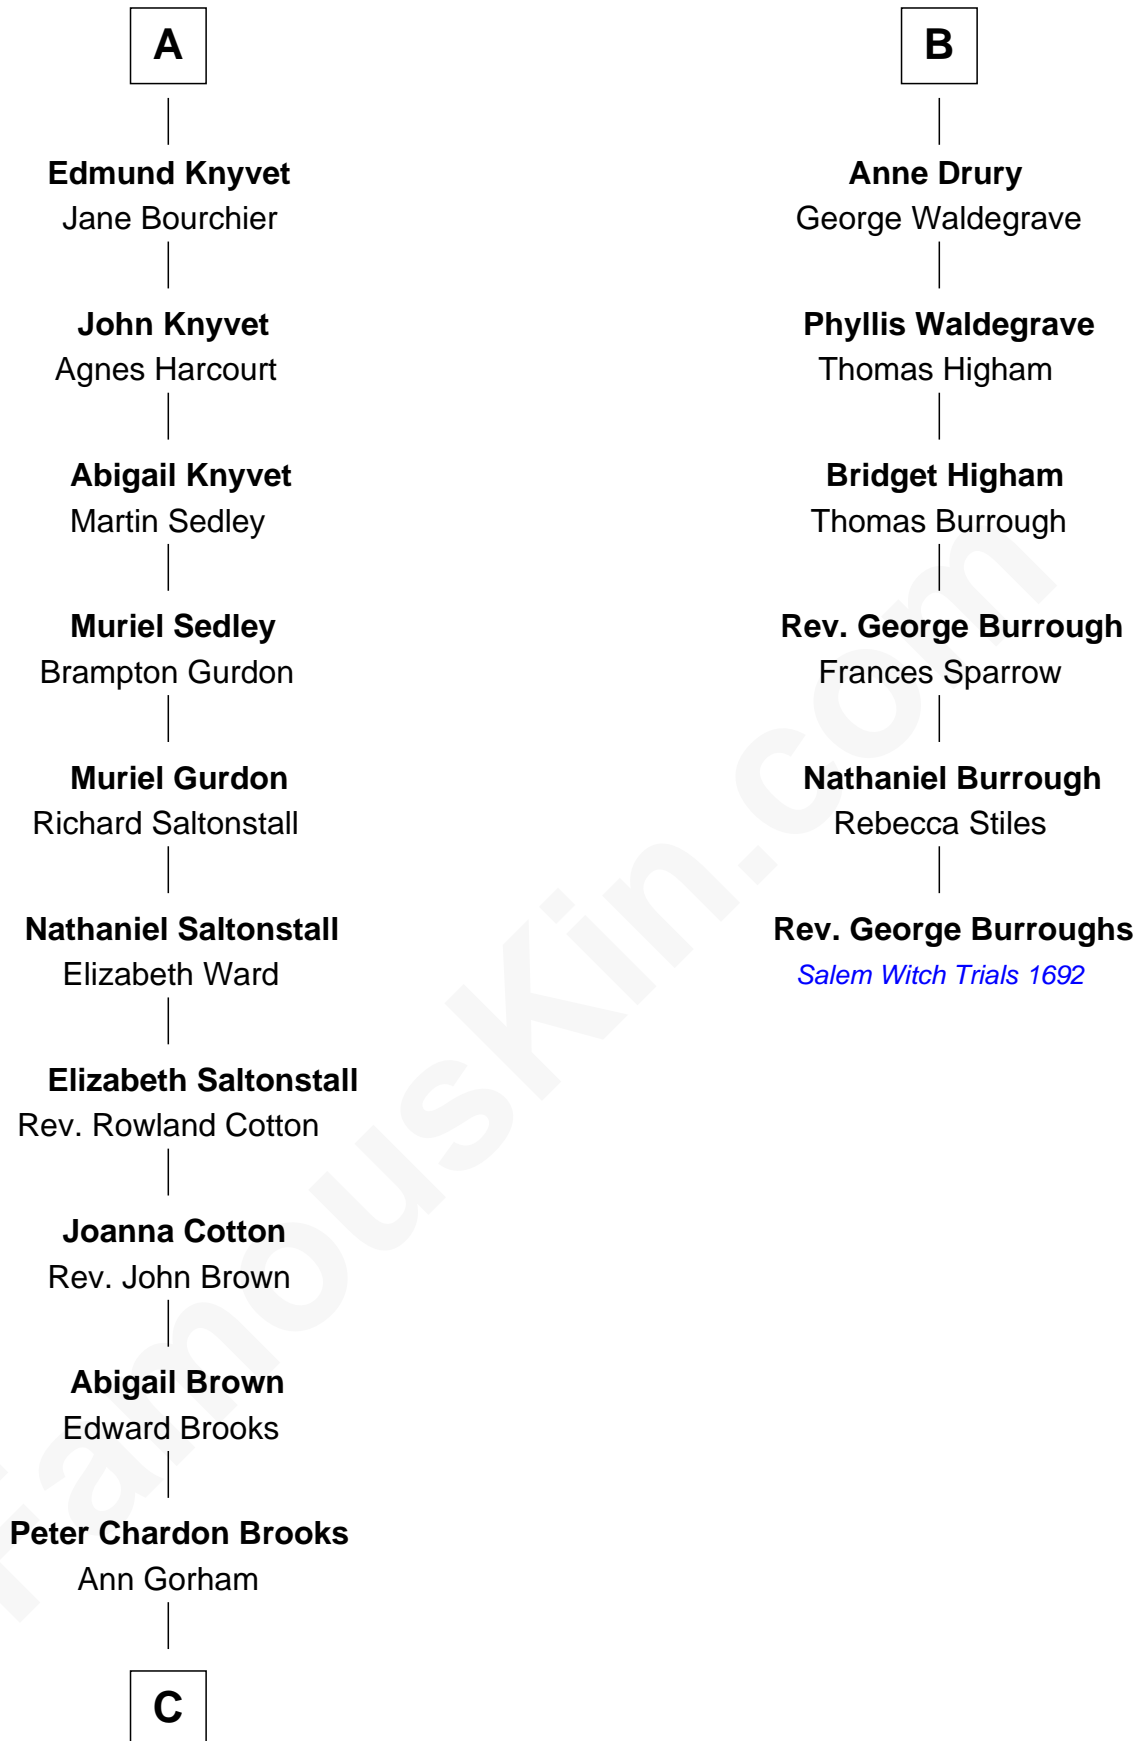 A
Edmund Knyvet
Jane Bourchier
John Knyvet
Agnes Harcourt
Abigail Knyvet
Martin Sedley
Muriel Sedley
Brampton Gurdon
Muriel Gurdon
Richard Saltonstall
Nathaniel Saltonstall
Elizabeth Ward
Elizabeth Saltonstall
Rev. Rowland Cotton
Joanna Cotton
Rev. John Brown
Abigail Brown
Edward Brooks
Peter Chardon Brooks
Ann Gorham
C
B
Anne Drury
George Waldegrave
Phyllis Waldegrave
Thomas Higham
Bridget Higham
Thomas Burrough
Rev. George Burrough
Frances Sparrow
Nathaniel Burrough
Rebecca Stiles
Rev. George Burroughs
Salem Witch Trials 1692
FamousKin.com